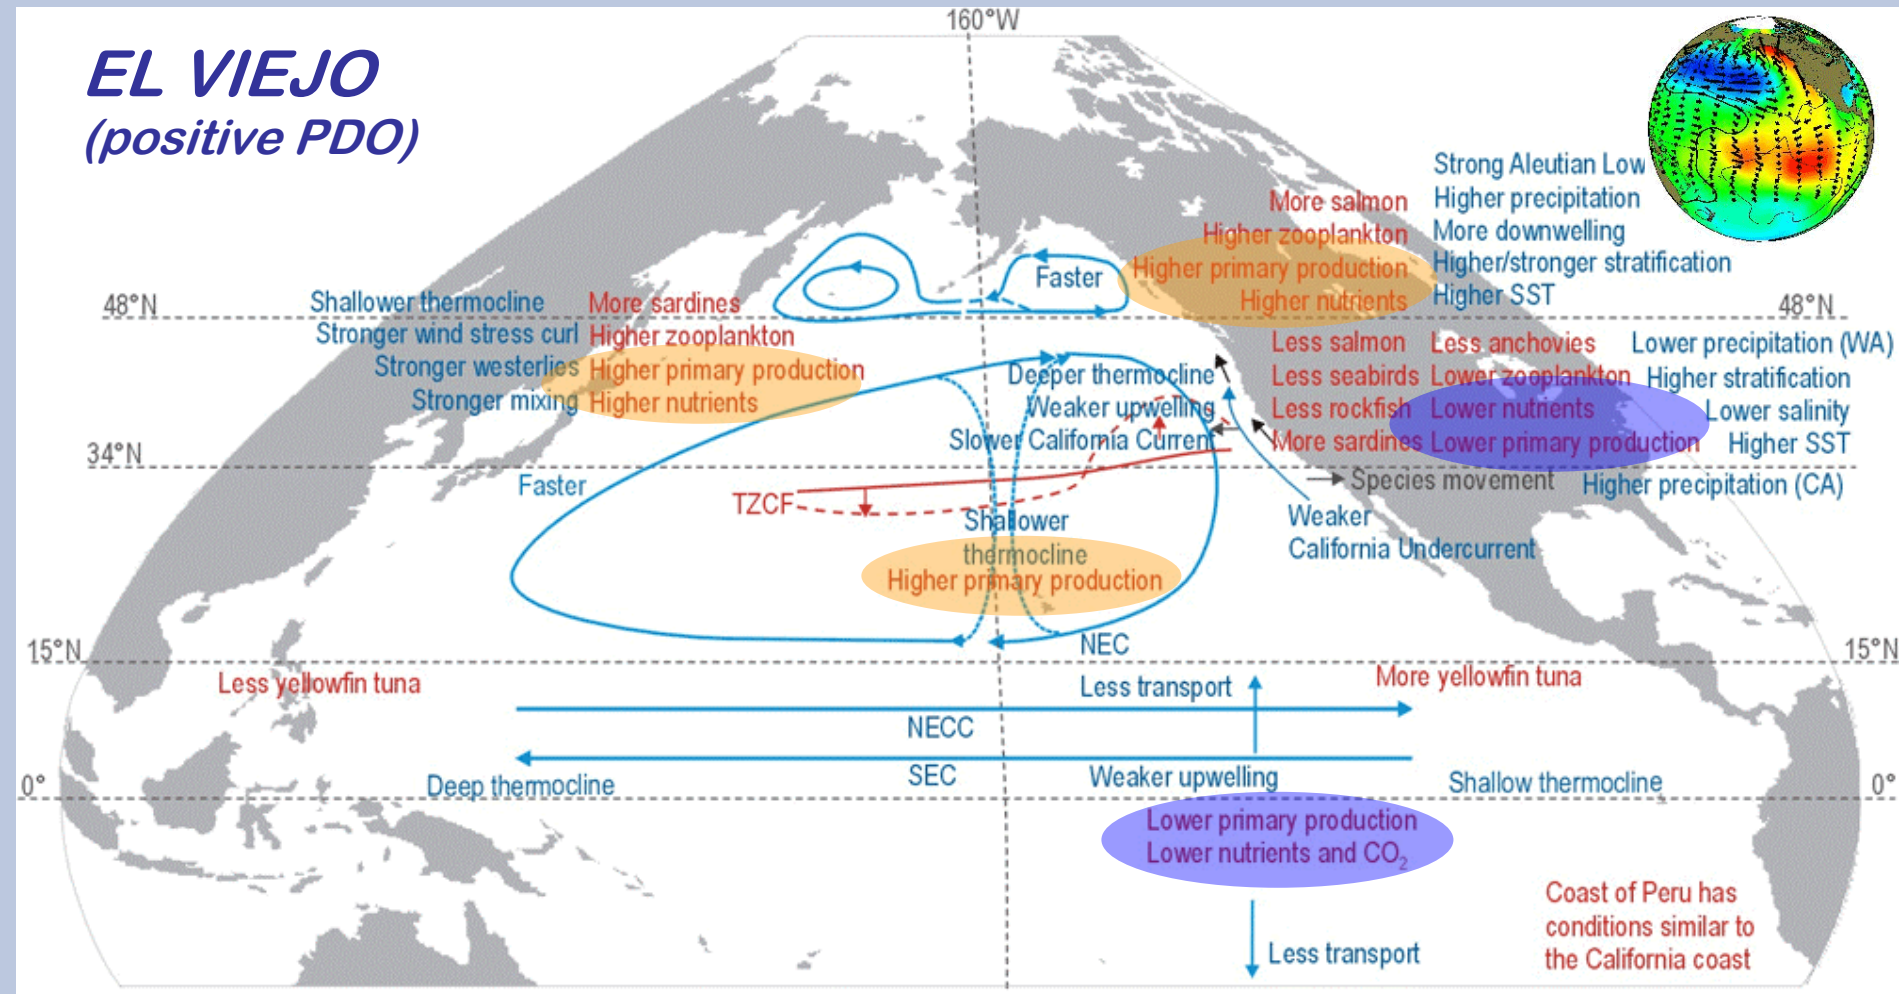 160°W
EL VIEJO
(positive PDO)
Strong Aleutian Low
Higher precipitation
More downwelling
Higher/stronger stratification
Higher SST
More salmon
Higher zooplankton
Higher primary production
Higher nutrients
Faster
48°N
48°N
Shallower thermocline
Stronger wind stress curl
Stronger westerlies
Stronger mixing
More sardines
Higher zooplankton
Higher primary production
Higher nutrients
Deeper thermocline
Weaker upwelling
Slower California Current
Less salmon
Less seabirds
Less rockfish
More sardines
Less anchovies
Lower zooplankton
Lower nutrients
Lower primary production
Lower precipitation (WA)
Higher stratification
Lower salinity
Higher SST
34°N
Faster
TZCF
Species movement
Higher precipitation (CA)
Weaker
California Undercurrent
Shallower
thermocline
Higher primary production
NEC
15°N
15°N
Less yellowfin tuna
Less transport
More yellowfin tuna
NECC
SEC
Deep thermocline
Weaker upwelling
Shallow thermocline
0°
0°
Lower primary production
Lower nutrients and CO₂
Less transport
Coast of Peru has
conditions similar to
the California coast